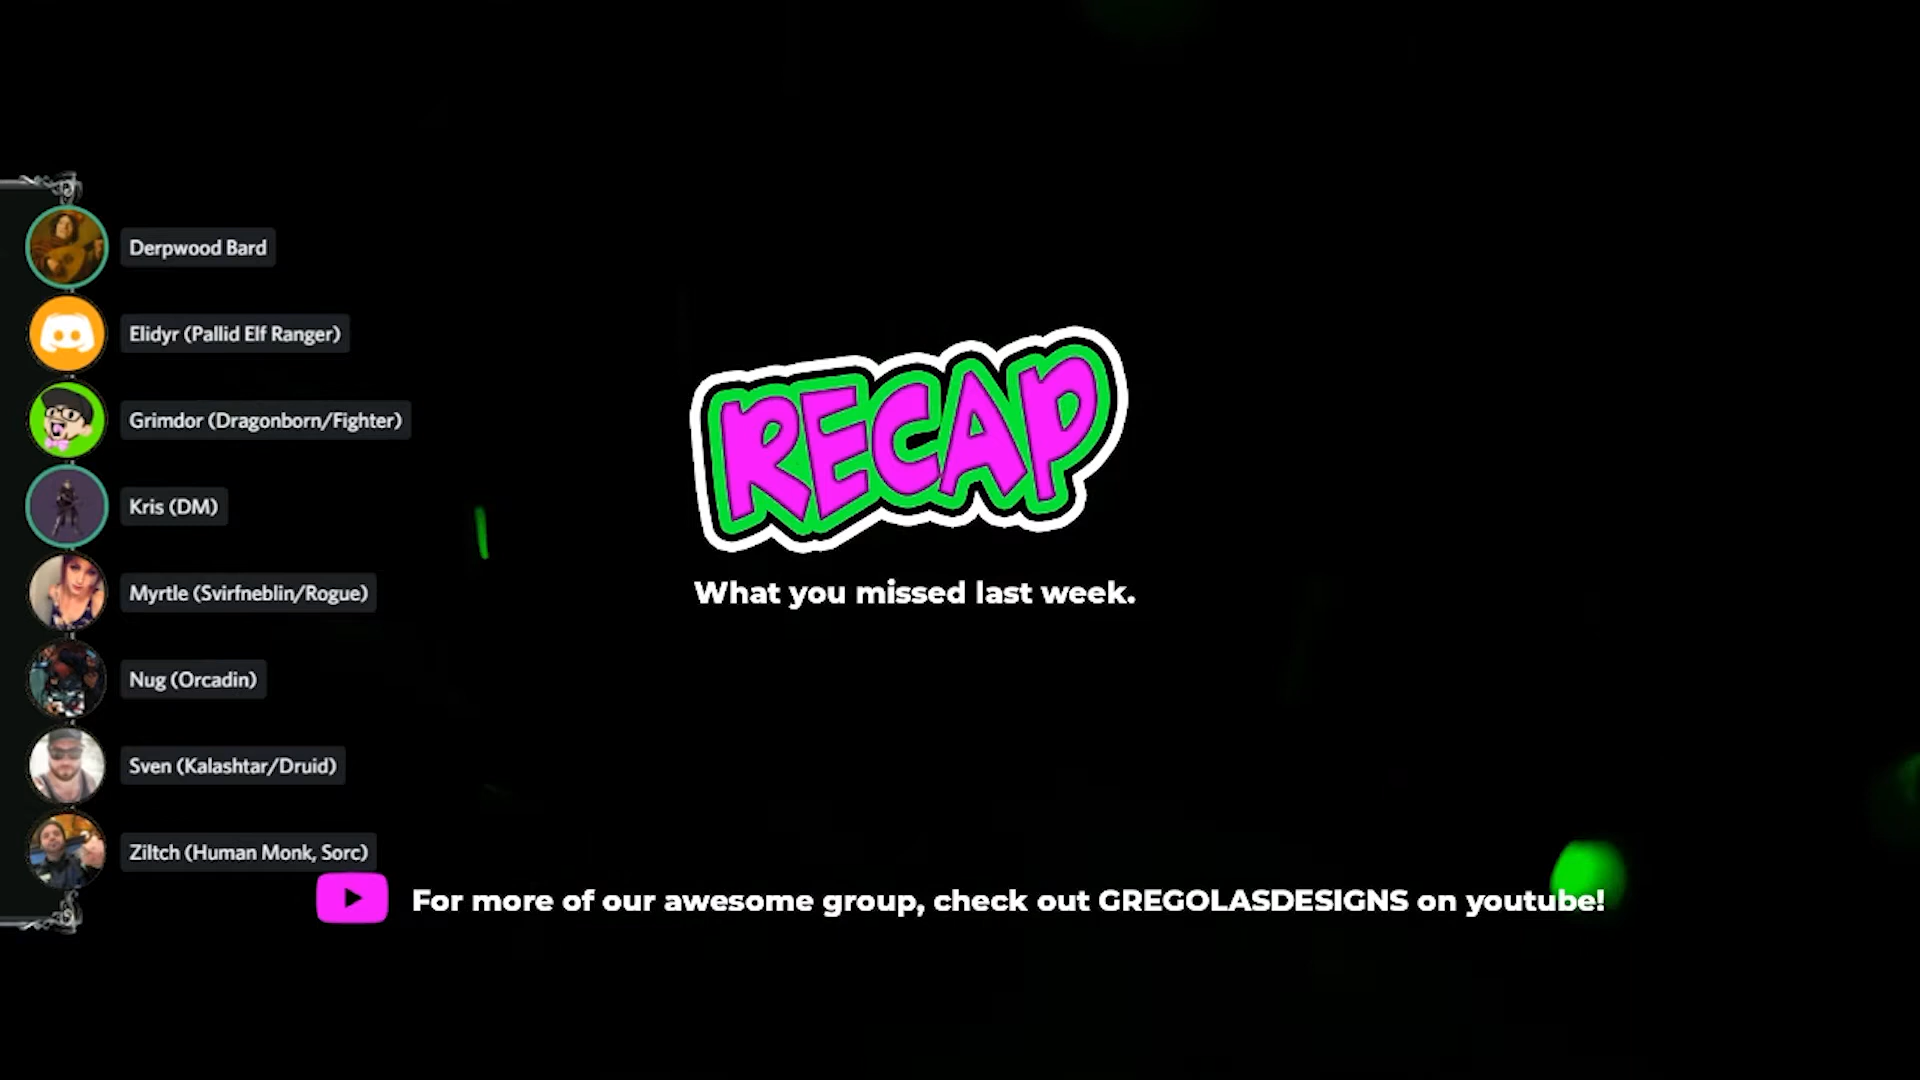 Derpwood Bard
Elidyr (Pallid Elf Ranger)
Grimdor (Dragonborn/Fighter)
Kris (DM)
Myrtle (Svirfneblin/Rogue)
Nug (Orcadin)
Sven (Kalashtar/Druid)
Ziltch (Human Monk, Sorc)
RECAP
What you missed last week.
For more of our awesome group, check out GREGOLASDESIGNS on youtube!